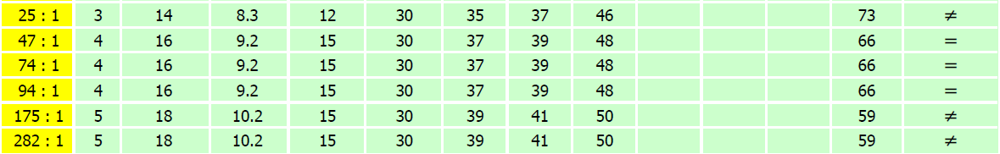 25 : 1 3 14 8.3 12 30 35 37 46 73 ≠
47 : 1 4 16 9.2 15 30 37 39 48 66 =
74 : 1 4 16 9.2 15 30 37 39 48 66 =
94 : 1 4 16 9.2 15 30 37 39 48 66 =
175 : 1 5 18 10.2 15 30 39 41 50 59 ≠
282 : 1 5 18 10.2 15 30 39 41 50 59 ≠